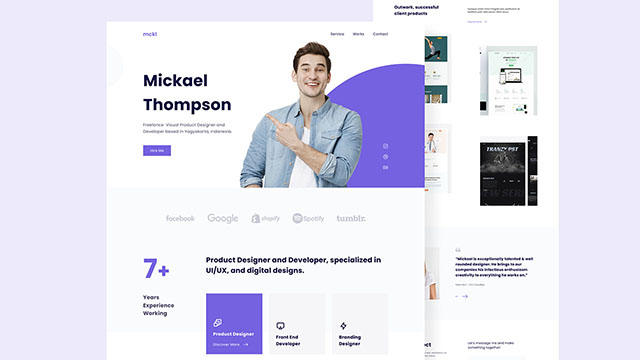 mckl
Service
Works
Contact
Mickael
Thompson
Freelance Visual Product Designer and
Developer based in Yogyakarta, Indonesia.
Hire Me
facebook
Google
shopify
Spotify
tumblr.
7+
Years
Experience
Working
Product Designer and Developer, specialized in
UI/UX, and digital designs.
Product Designer
Discover More
Front End
Developer
Branding
Designer
Outwork, successful
client products
TRANZY PST
"Mickael is exceptionally talented & well
rounded designer. He brings to our
companies his infectious enthusiasm
creativity to everything he works on."
Let's message me and make
something together!